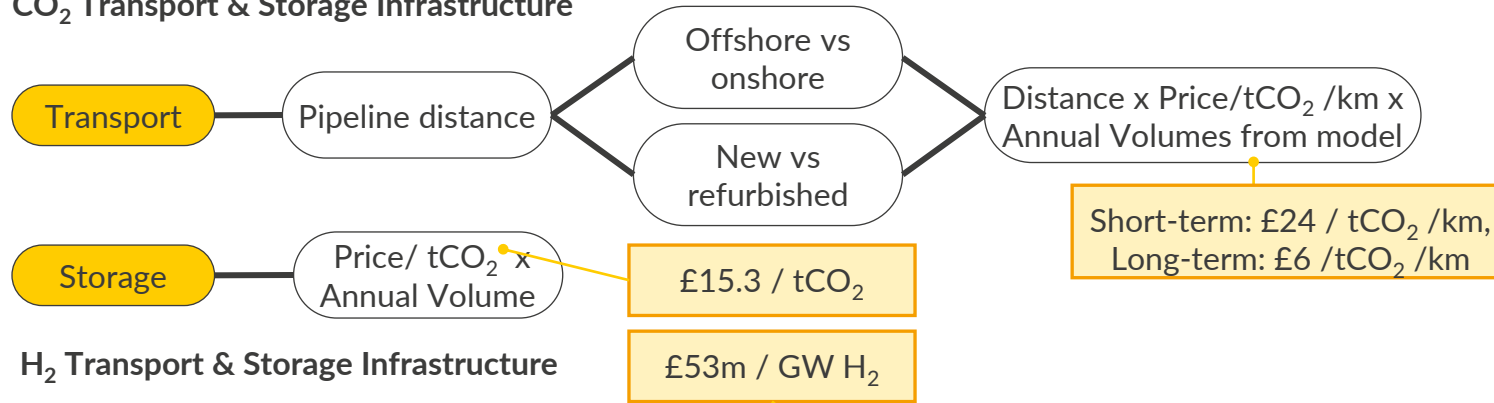 CO₂ Transport & Storage Infrastructure
Offshore vs
onshore
Transport
Pipeline distance
Distance x Price/tCO₂ /km x
Annual Volumes from model
New vs
refurbished
Short-term: £24 / tCO₂ /km,
Long-term: £6 /tCO₂ /km
Storage
Price/ tCO₂ x
Annual Volume
£15.3 / tCO₂
H₂ Transport & Storage Infrastructure
£53m / GW H₂